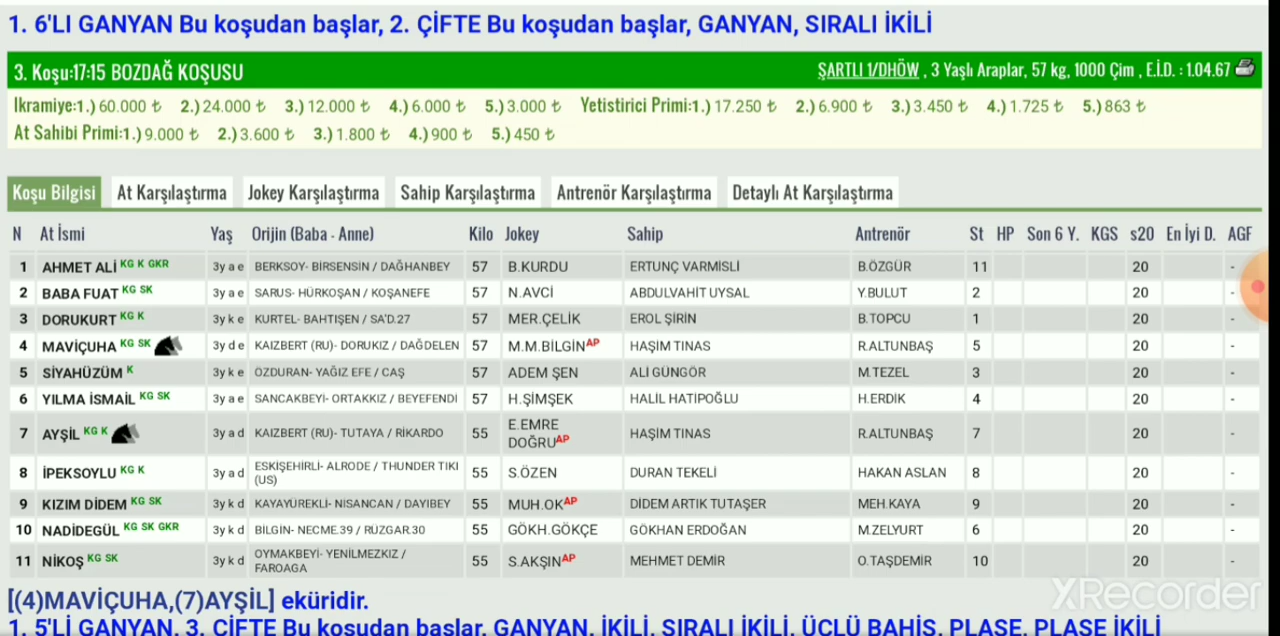 1. 6'LI GANYAN Bu koşudan başlar, 2. ÇİFTE Bu koşudan başlar, GANYAN, SIRALI İKİLİ
3. Koşu:17:15 BOZDAĞ KOŞUSU ŞARTLI 1/DHÖW , 3 Yaşlı Araplar, 57 kg, 1000 Çim , E.İ.D. : 1.04.67
Ikramiye:1.) 60.000 ₺ 2.) 24.000 ₺ 3.) 12.000 ₺ 4.) 6.000 ₺ 5.) 3.000 ₺ Yetistirici Primi:1.) 17.250 ₺ 2.) 6.900 ₺ 3.) 3.450 ₺ 4.) 1.725 ₺ 5.) 863 ₺
At Sahibi Primi:1.) 9.000 ₺ 2.) 3.600 ₺ 3.) 1.800 ₺ 4.) 900 ₺ 5.) 450 ₺
Koşu Bilgisi At Karşılaştırma Jokey Karşılaştırma Sahip Karşılaştırma Antrenör Karşılaştırma Detaylı At Karşılaştırma
N At İsmi Yaş Orijin (Baba - Anne) Kilo Jokey Sahip Antrenör St HP Son 6 Y. KGS s20 En İyi D. AGF
1 AHMET ALİ KG K GKR 3y a e BERKSOY- BİRSENSİN / DAĞHANBEY 57 B.KURDU ERTUNÇ VARMİSLİ B.ÖZGÜR 11 20 -
2 BABA FUAT KG SK 3y a e SARUS- HÜRKOŞAN / KOŞANEFE 57 N.AVCİ ABDULVAHİT UYSAL Y.BULUT 2 20 -
3 DORUKURT KG K 3y k e KURTEL- BAHTIŞEN / SA'D.27 57 MER.ÇELİK EROL ŞİRİN B.TOPCU 1 20 -
4 MAVİÇUHA KG SK 3y d e KAIZBERT (RU)- DORUKIZ / DAĞDELEN 57 M.M.BİLGİNAP HAŞİM TINAS R.ALTUNBAŞ 5 20 -
5 SİYAHÜZÜM K 3y k e ÖZDURAN- YAĞIZ EFE / CAŞ 57 ADEM ŞEN ALİ GÜNGÖR M.TEZEL 3 20 -
6 YILMA İSMAİL KG SK 3y a e SANCAKBEYİ- ORTAKKIZ / BEYEFENDI 57 H.ŞİMŞEK HALİL HATİPOĞLU H.ERDİK 4 20 -
7 AYŞİL KG K 3y a d KAIZBERT (RU)- TUTAYA / RİKARDO 55 E.EMRE DOĞRUAP HAŞİM TINAS R.ALTUNBAŞ 7 20 -
8 İPEKSOYLU KG K 3y a d ESKİŞEHİRLİ- ALRODE / THUNDER TIKI (US) 55 S.ÖZEN DURAN TEKELİ HAKAN ASLAN 8 20 -
9 KIZIM DİDEM KG SK 3y k d KAYAYÜREKLİ- NISANCAN / DAYIBEY 55 MUH.OKAP DİDEM ARTIK TUTAŞER MEH.KAYA 9 20 -
10 NADİDEGÜL KG SK GKR 3y k d BİLGİN- NECME.39 / RÜZGAR.30 55 GÖKH.GÖKÇE GÖKHAN ERDOĞAN M.ZELYURT 6 20 -
11 NİKOŞ KG SK 3y k d OYMAKBEYİ- YENİLMEZKIZ / FAROAGA 55 S.AKŞINAP MEHMET DEMİR O.TAŞDEMİR 10 20 -
[(4)MAVİÇUHA,(7)AYŞİL] eküridir.
XRecorder
1. 5'Lİ GANYAN, 3. ÇİFTE Bu koşudan başlar, GANYAN, İKİLİ, SIRALI İKİLİ, ÜÇLÜ BAHİS, PLASE, PLASE İKİLİ